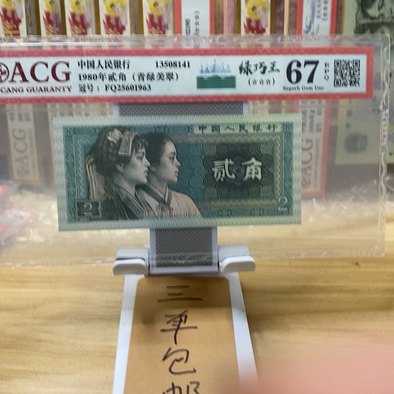 ACG
CANG GUARANTY
中国人民银行 13508141
1980年贰角（青绿美翠）
冠号：FQ25601963
绿巧王
（☆☆☆）
67 EPQ
Superb Gem Unc
中国人民银行
贰角
2 2
三单包邮